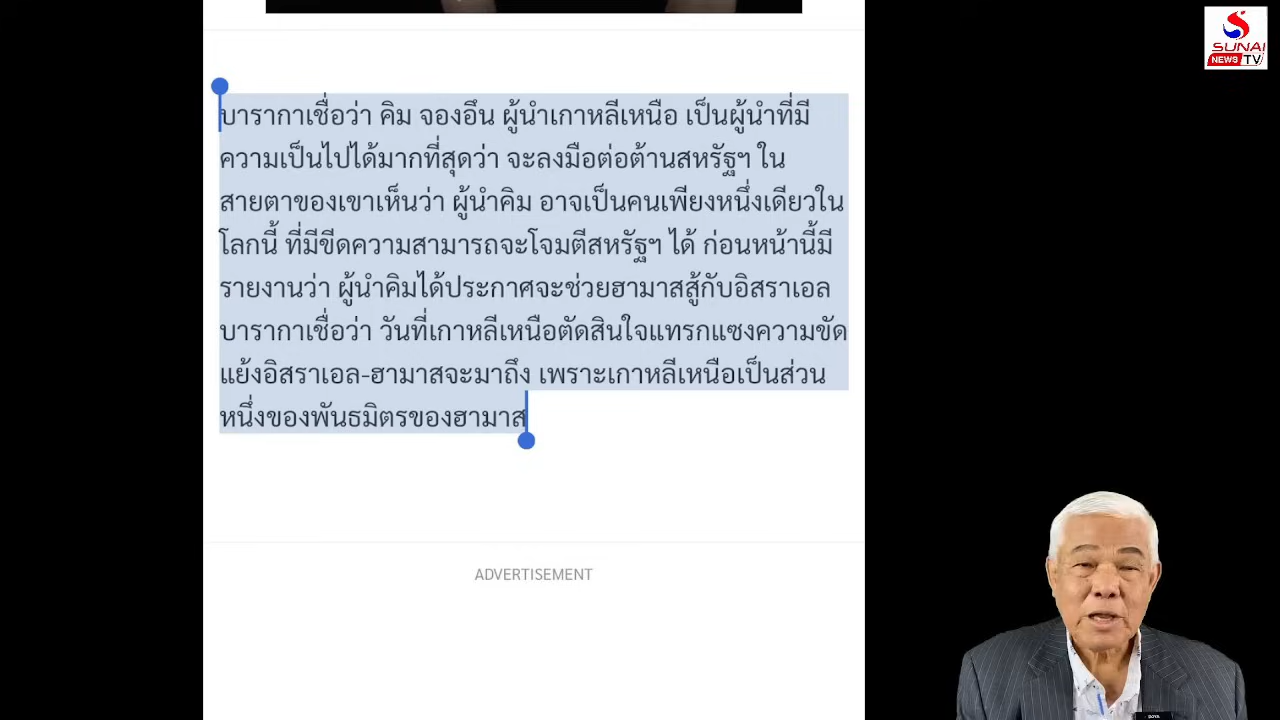 SUNAI
NEWS TV
บารากาเชื่อว่า คิม จองอึน ผู้นำเกาหลีเหนือ เป็นผู้นำที่มี
ความเป็นไปได้มากที่สุดว่า จะลงมือต่อต้านสหรัฐฯ ใน
สายตาของเขาเห็นว่า ผู้นำคิม อาจเป็นคนเพียงหนึ่งเดียวใน
โลกนี้ ที่มีขีดความสามารถจะโจมตีสหรัฐฯ ได้ ก่อนหน้านี้มี
รายงานว่า ผู้นำคิมได้ประกาศจะช่วยฮามาสสู้กับอิสราเอล
บารากาเชื่อว่า วันที่เกาหลีเหนือตัดสินใจแทรกแซงความขัด
แย้งอิสราเอล-ฮามาสจะมาถึง เพราะเกาหลีเหนือเป็นส่วน
หนึ่งของพันธมิตรของฮามาส
ADVERTISEMENT